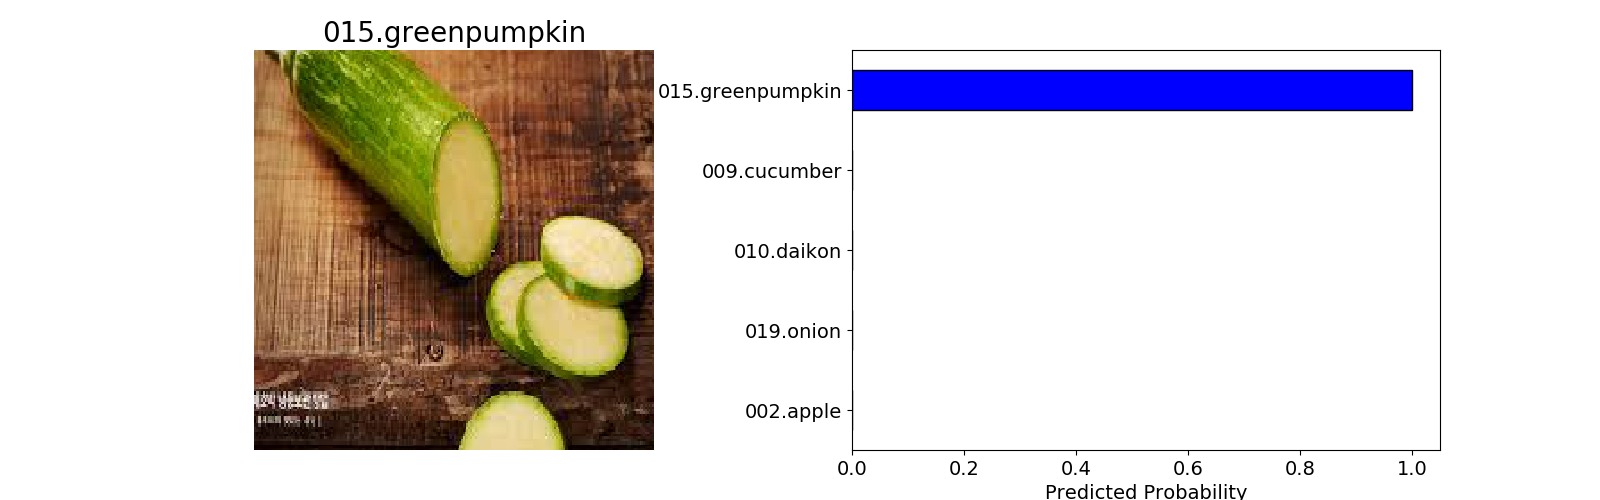 015.greenpumpkin
015.greenpumpkin
009.cucumber
010.daikon
019.onion
002.apple
0.0 0.2 0.4 0.6 0.8 1.0
Predicted Probability